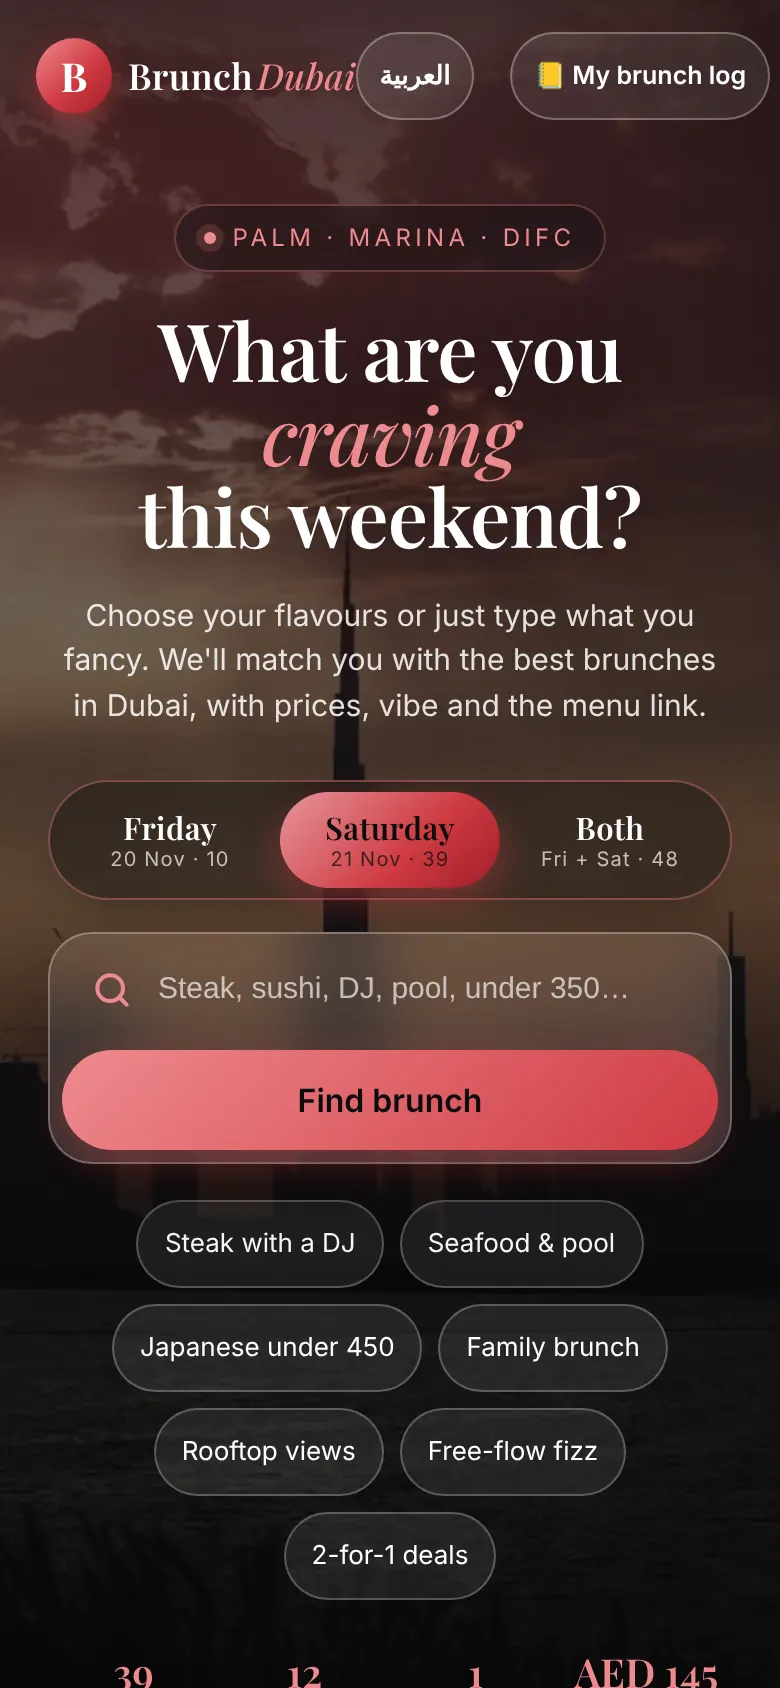 B BrunchDubai العربية 📒 My brunch log
PALM · MARINA · DIFC
What are you
craving
this weekend?
Choose your flavours or just type what you
fancy. We'll match you with the best brunches
in Dubai, with prices, vibe and the menu link.
Friday Saturday Both
20 Nov · 10 21 Nov · 39 Fri + Sat · 48
Steak, sushi, DJ, pool, under 350…
Find brunch
Steak with a DJ Seafood & pool
Japanese under 450 Family brunch
Rooftop views Free-flow fizz
2-for-1 deals
39 12 1 AED 145